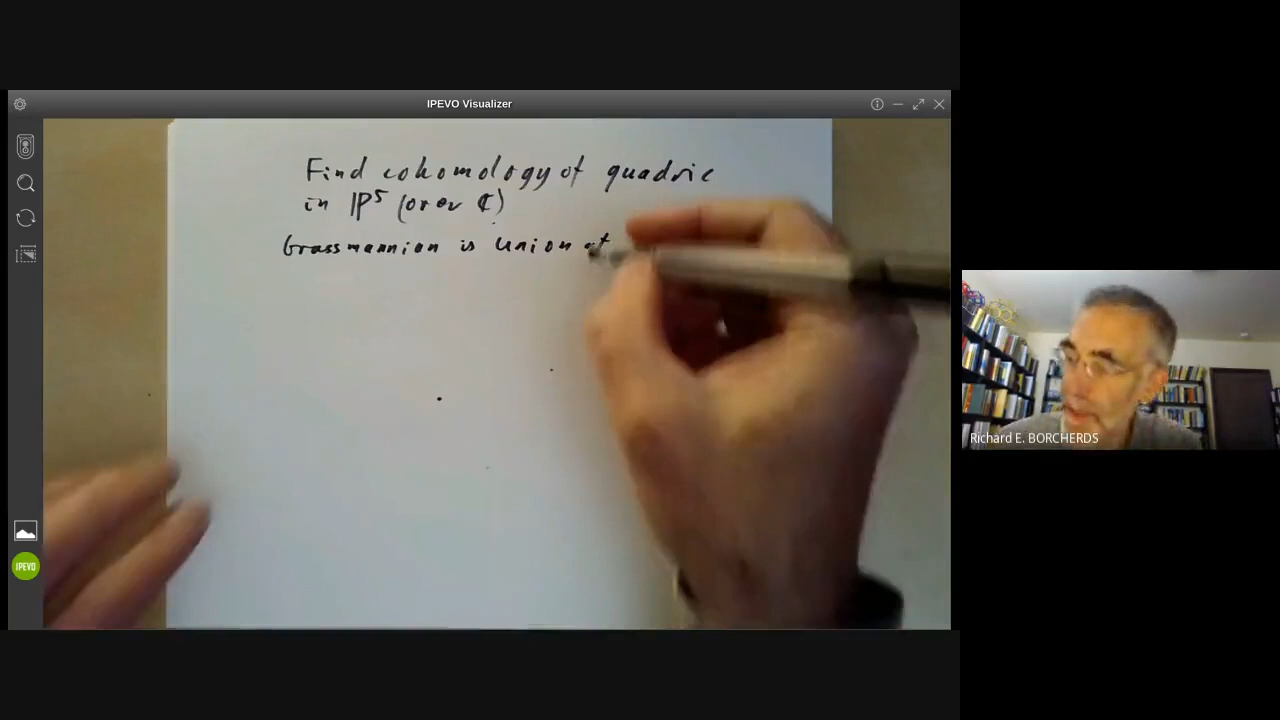 IPEVO Visualizer
Find cohomology of quadric
in ℙ⁵ (over ℂ)
Grassmannian is union of
IPEVO
Richard E. BORCHERDS